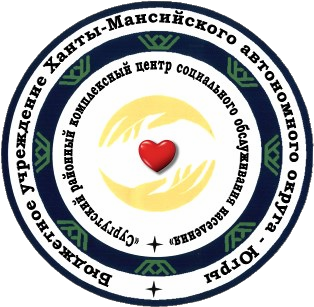 Бюджетное учреждение Ханты-Мансийского автономного округа - Югры
«Сургутский районный комплексный центр социального обслуживания населения»